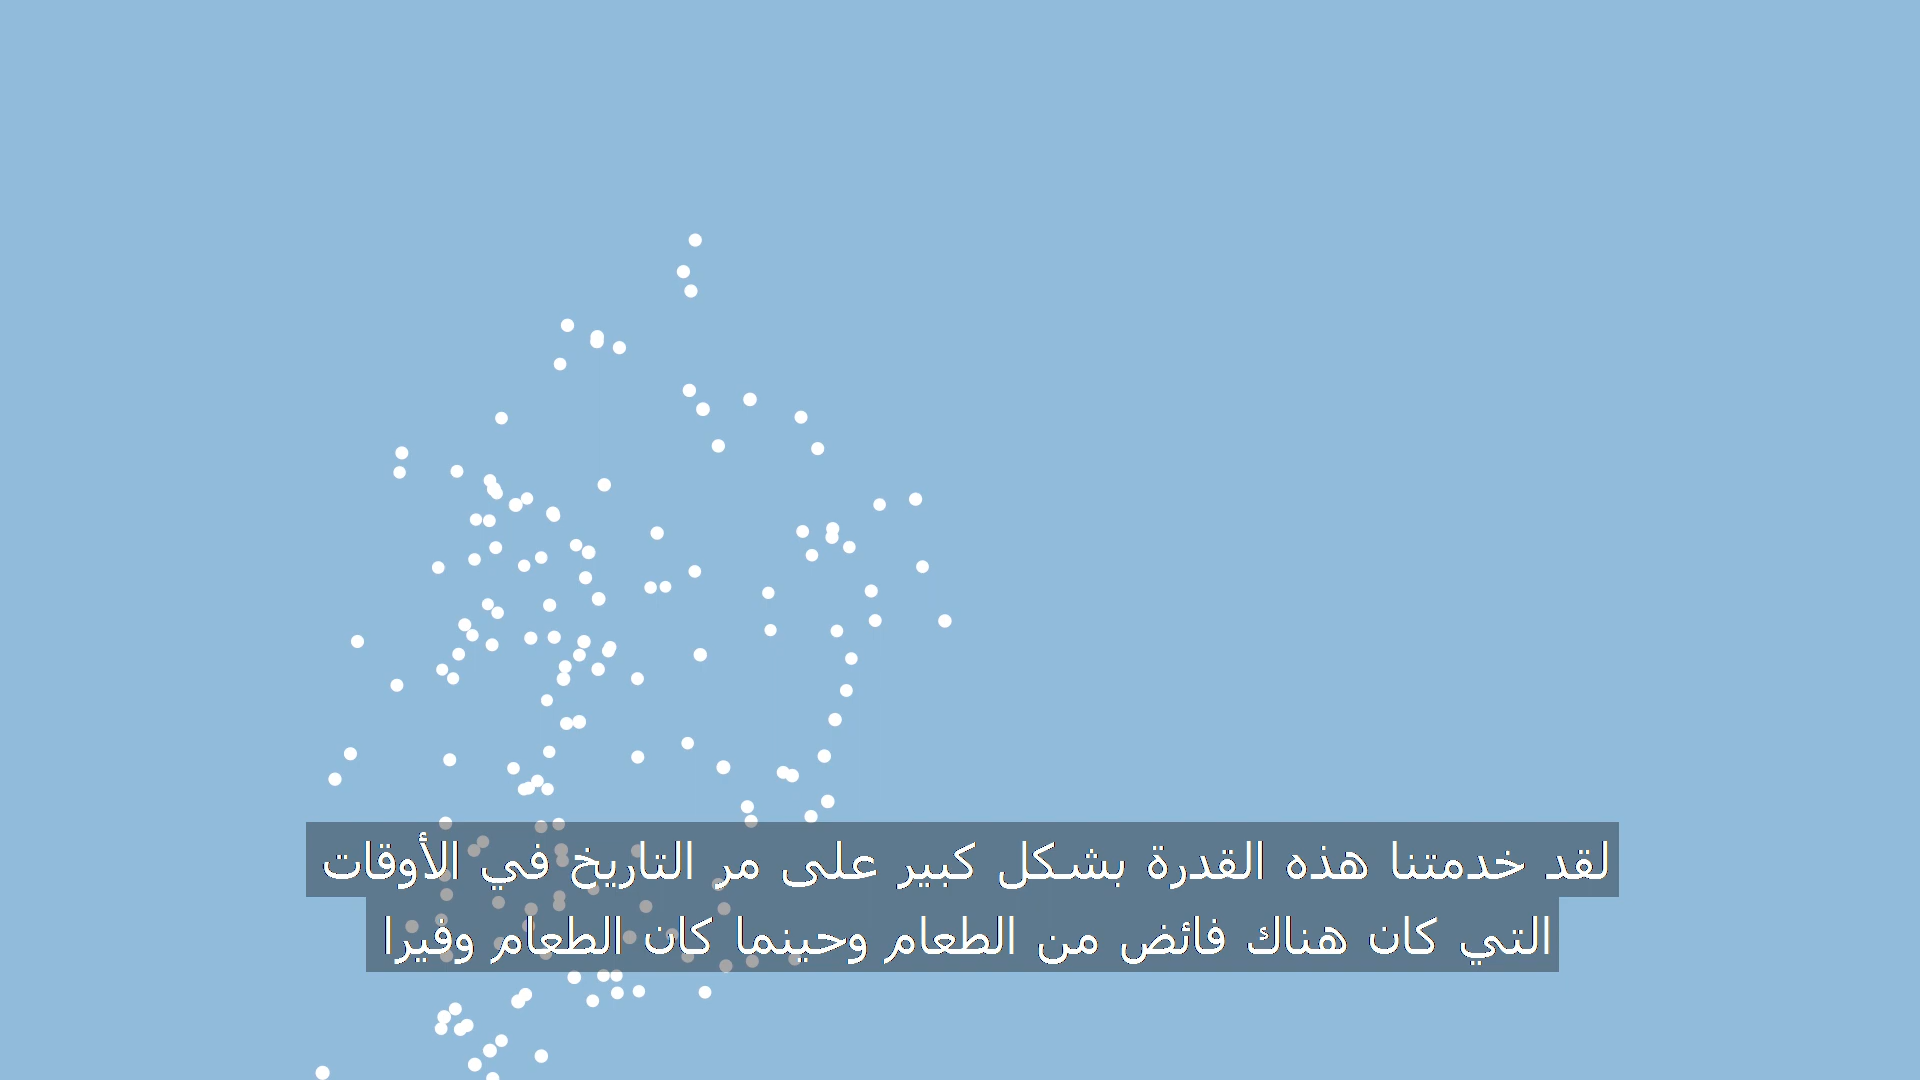 لقد خدمتنا هذه القدرة بشكل كبير على مر التاريخ في الأوقات
التي كان هناك فائض من الطعام وحينما كان الطعام وفيرا